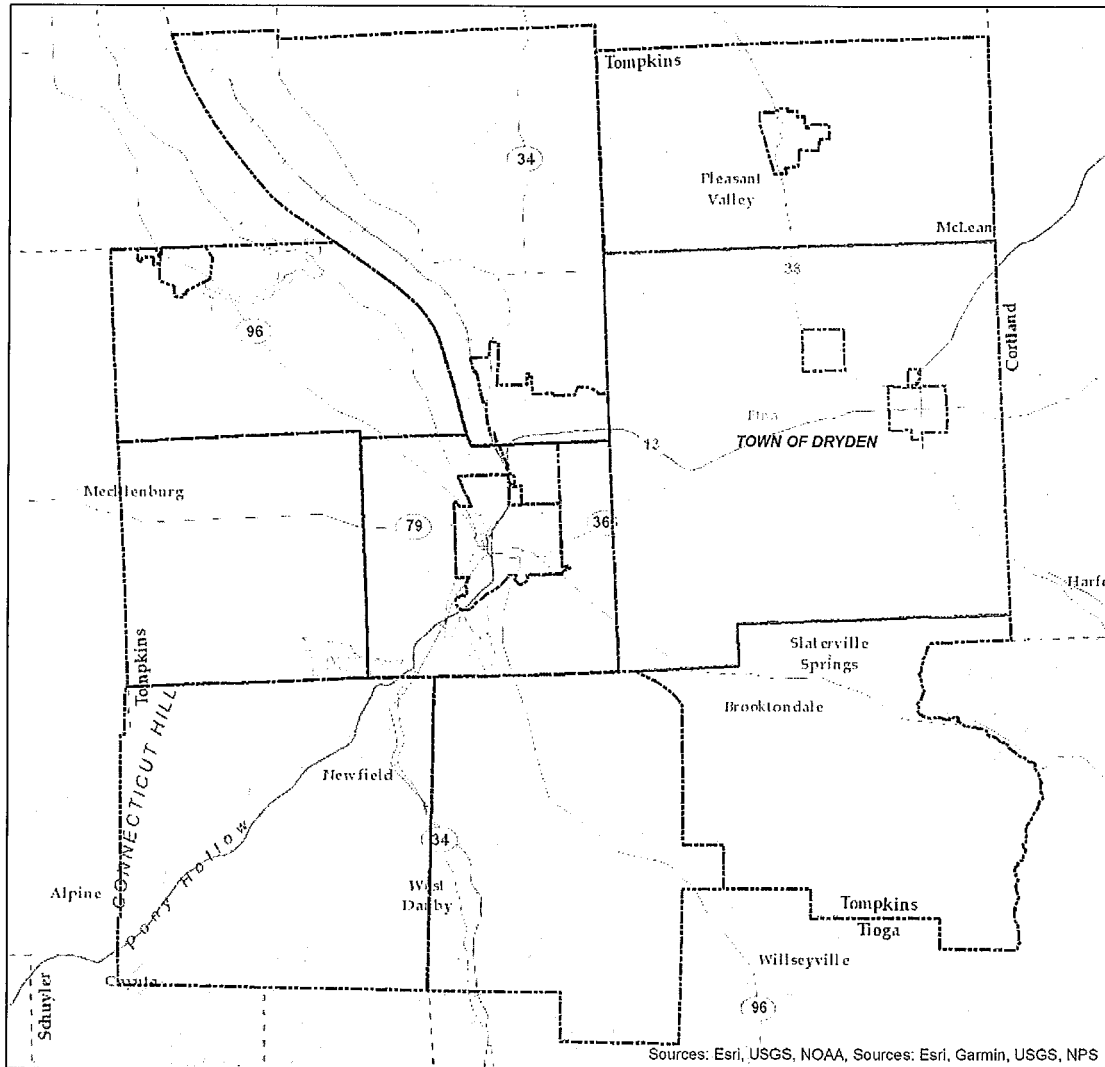 Tompkins
34
Pleasant
Valley
McLean
38
96
Cortland
Etna
TOWN OF DRYDEN
13
Mecklenburg
79
36
Harfo
Slaterville
Springs
Tompkins
Brooktondale
CONNECTICUT HILL
Newfield
Pony Hollow
34
Alpine
West
Danby
Tompkins
Tioga
Willseyville
Cayuta
Schuyler
96
Sources: Esri, USGS, NOAA, Sources: Esri, Garmin, USGS, NPS